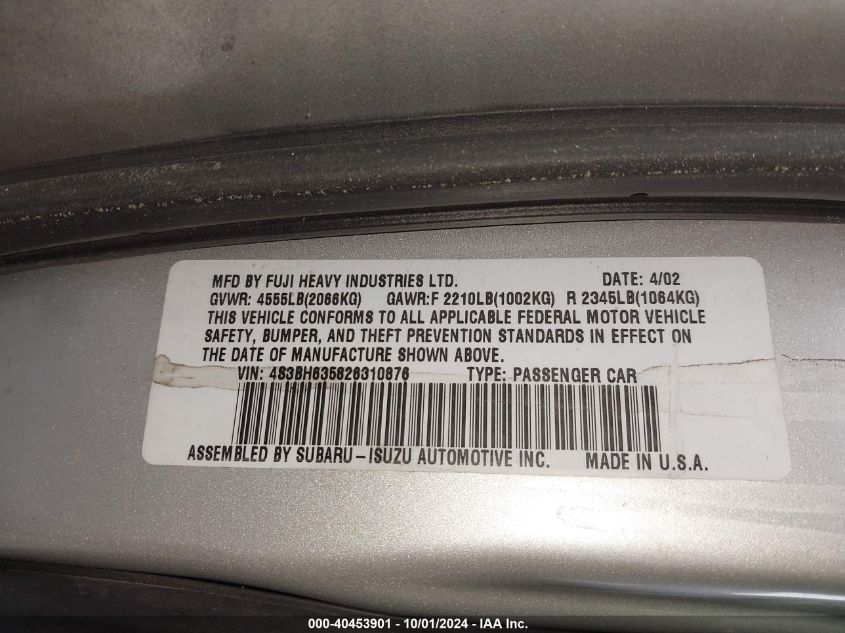 MFD BY FUJI HEAVY INDUSTRIES LTD. DATE: 4/02
GVWR: 4555LB(2066KG) GAWR:F 2210LB(1002KG) R 2345LB(1064KG)
THIS VEHICLE CONFORMS TO ALL APPLICABLE FEDERAL MOTOR VEHICLE
SAFETY, BUMPER, AND THEFT PREVENTION STANDARDS IN EFFECT ON
THE DATE OF MANUFACTURE SHOWN ABOVE.
VIN: 4S3BH635826310876 TYPE: PASSENGER CAR
ASSEMBLED BY SUBARU-ISUZU AUTOMOTIVE INC. MADE IN U.S.A.
000-40453901 - 10/01/2024 - IAA Inc.